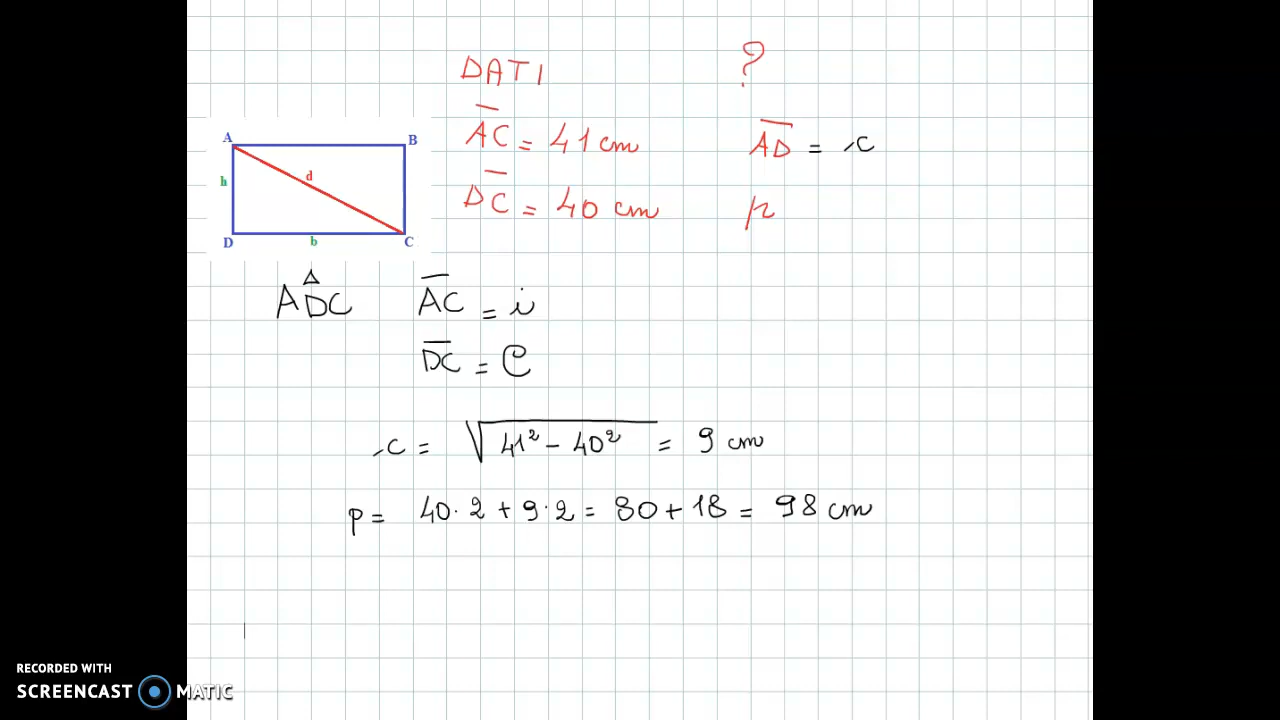 DATI ?
AC = 41 cm AD = c
DC = 40 cm p
A B
h d
D b C
ADC AC = i
DC = C
c = √41² - 40² = 9 cm
p = 40 · 2 + 9 · 2 = 80 + 18 = 98 cm
RECORDED WITH
SCREENCAST MATIC